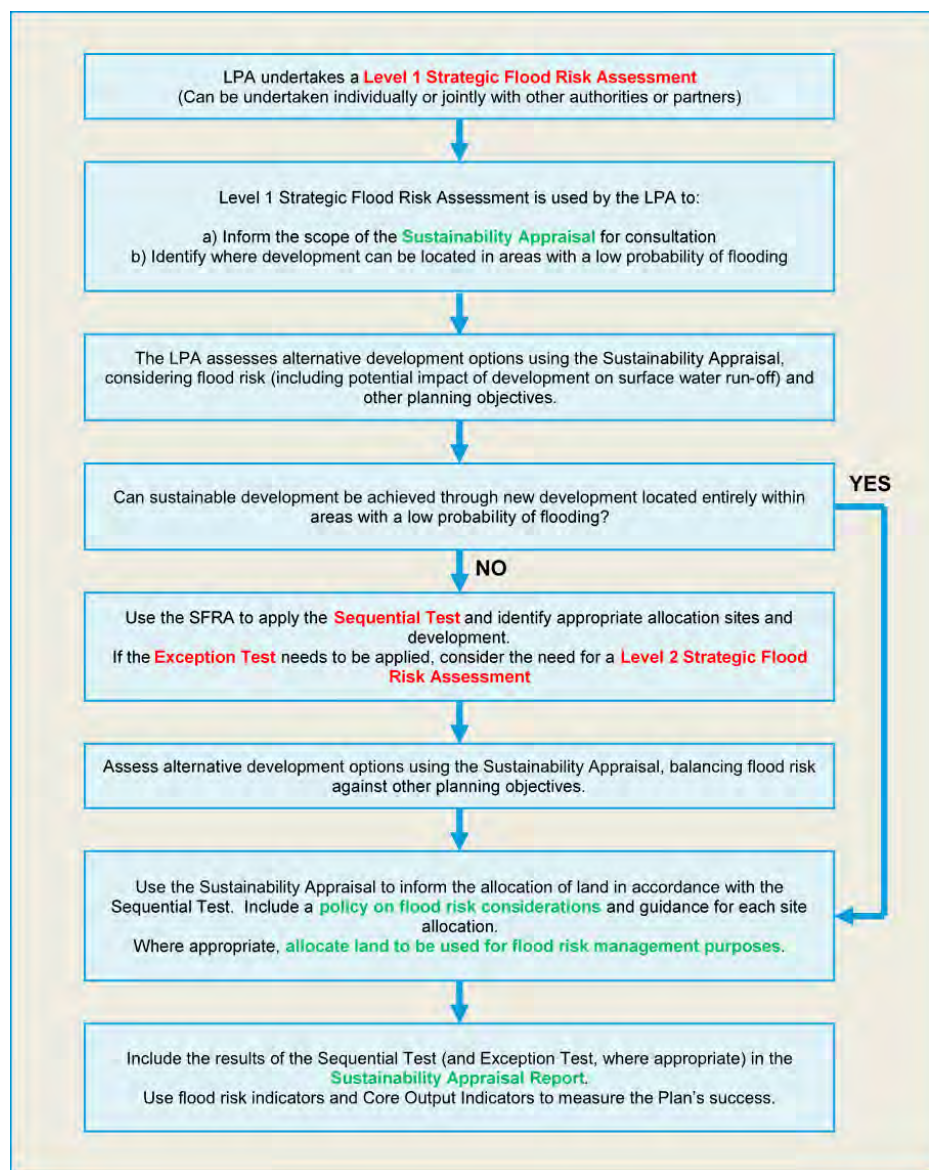 LPA undertakes a Level 1 Strategic Flood Risk Assessment
(Can be undertaken individually or jointly with other authorities or partners)
Level 1 Strategic Flood Risk Assessment is used by the LPA to:
a) Inform the scope of the Sustainability Appraisal for consultation
b) Identify where development can be located in areas with a low probability of flooding
The LPA assesses alternative development options using the Sustainability Appraisal,
considering flood risk (including potential impact of development on surface water run-off) and
other planning objectives.
Can sustainable development be achieved through new development located entirely within
areas with a low probability of flooding?
YES
NO
Use the SFRA to apply the Sequential Test and identify appropriate allocation sites and
development.
If the Exception Test needs to be applied, consider the need for a Level 2 Strategic Flood
Risk Assessment
Assess alternative development options using the Sustainability Appraisal, balancing flood risk
against other planning objectives.
Use the Sustainability Appraisal to inform the allocation of land in accordance with the
Sequential Test.  Include a policy on flood risk considerations and guidance for each site
allocation.
Where appropriate, allocate land to be used for flood risk management purposes.
Include the results of the Sequential Test (and Exception Test, where appropriate) in the
Sustainability Appraisal Report.
Use flood risk indicators and Core Output Indicators to measure the Plan's success.